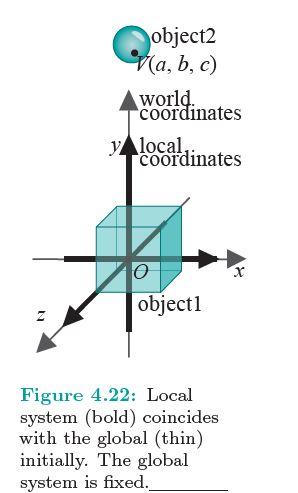 object2
V(a, b, c)
world
coordinates
y
local
coordinates
O
x
object1
z
Figure 4.22: Local
system (bold) coincides
with the global (thin)
initially. The global
system is fixed.